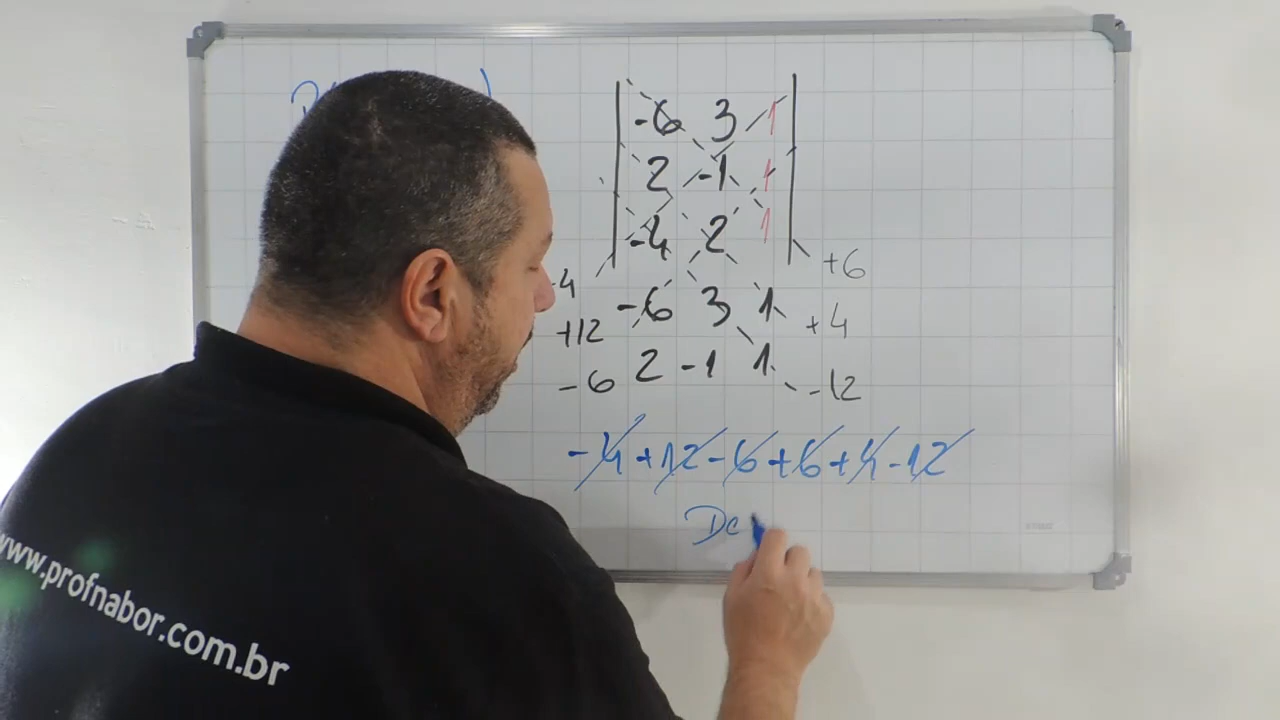 -6 3 1
2 -1 1
-4 2 1
+6
-4
-6 3 1 +4
+12
-6 2 -1 1 -12
-4+12-6+6+4-12
De
www.profnabor.com.br